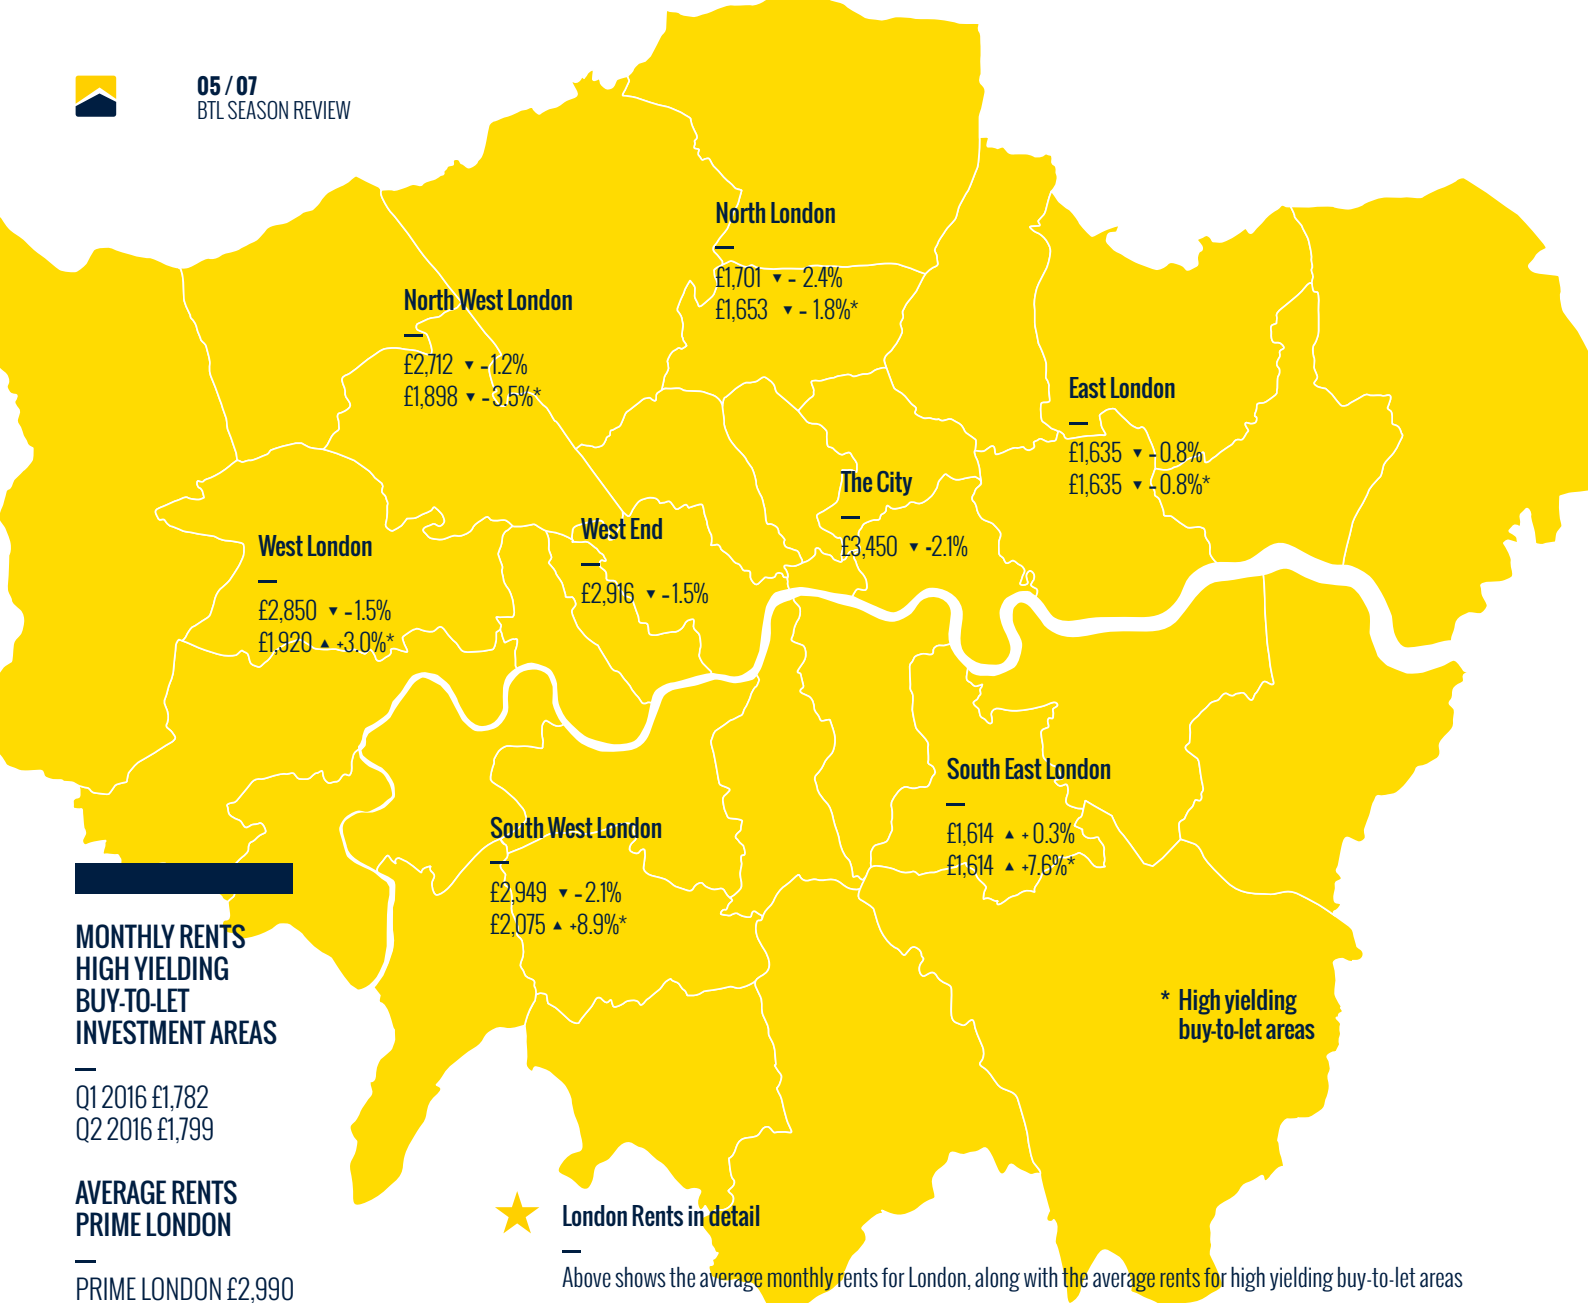 05 / 07
BTL SEASON REVIEW
North London
£1,701 ▼ - 2.4%
£1,653 ▼ - 1.8%*
North West London
£2,712 ▼ -1.2%
£1,898 ▼ -3.5%*
East London
£1,635 ▼ -0.8%
£1,635 ▼ -0.8%*
The City
£3,450 ▼ -2.1%
West End
£2,916 ▼ -1.5%
West London
£2,850 ▼ -1.5%
£1,920 ▲ +3.0%*
South East London
£1,614 ▲ + 0.3%
£1,614 ▲ +7.6%*
South West London
£2,949 ▼ -2.1%
£2,075 ▲ +8.9%*
MONTHLY RENTS
HIGH YIELDING
BUY-TO-LET
INVESTMENT AREAS
Q1 2016 £1,782
Q2 2016 £1,799
AVERAGE RENTS
PRIME LONDON
PRIME LONDON £2,990
* High yielding
buy-to-let areas
London Rents in detail
Above shows the average monthly rents for London, along with the average rents for high yielding buy-to-let areas